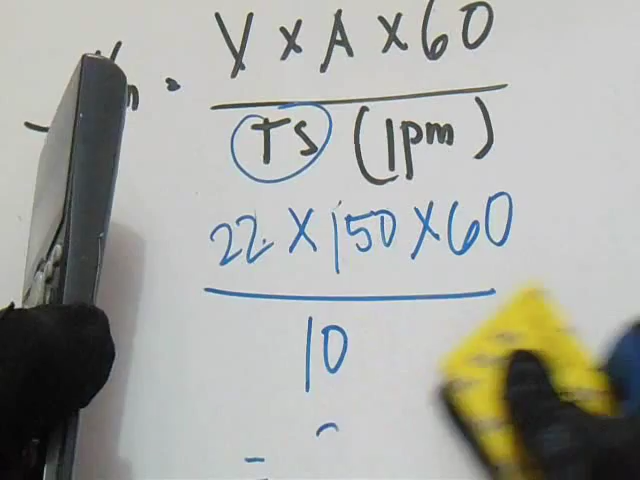 = V x A x 60
TS (lpm)
22 x 150 x 60
10
=